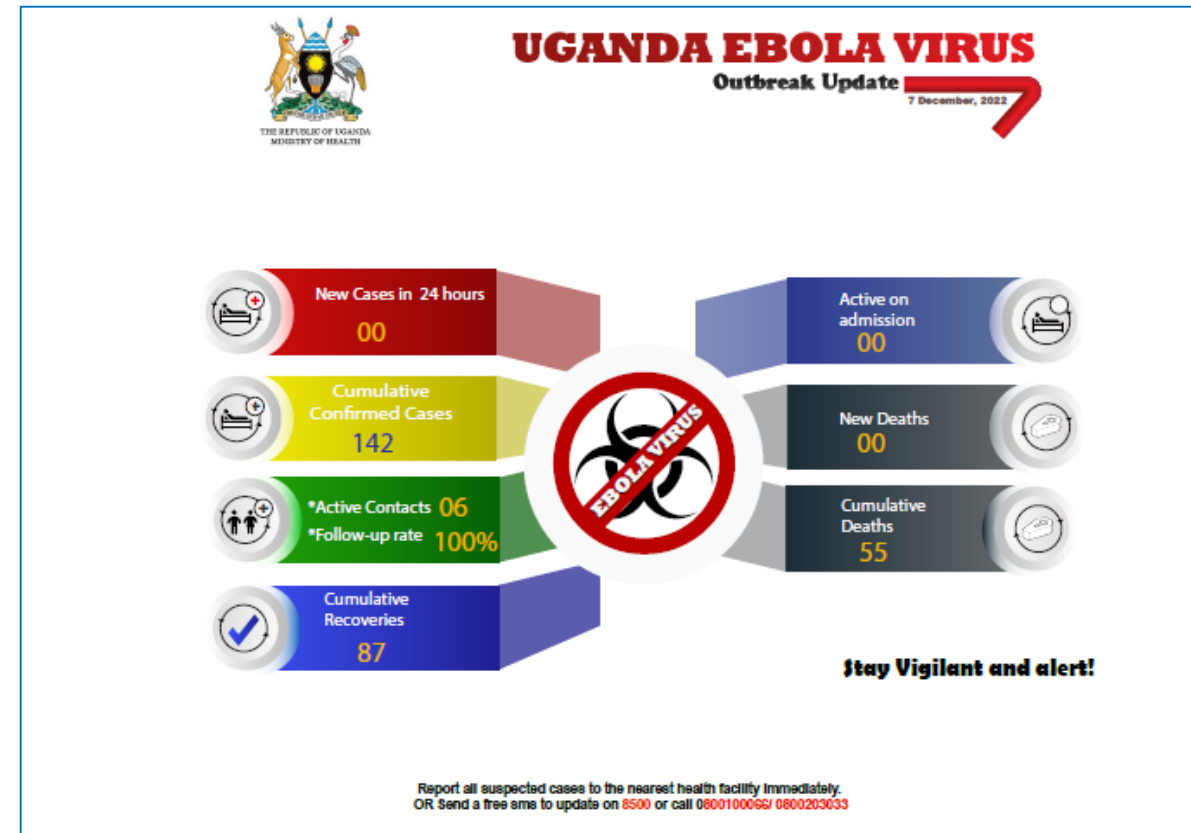 THE REPUBLIC OF UGANDA
MINISTRY OF HEALTH
UGANDA EBOLA VIRUS
Outbreak Update
7 December, 2022
New Cases in 24 hours
00
Cumulative
Confirmed Cases
142
*Active Contacts 06
*Follow-up rate 100%
Cumulative
Recoveries
87
EBOLA VIRUS
Active on
admission
00
New Deaths
00
Cumulative
Deaths
55
Stay Vigilant and alert!
Report all suspected cases to the nearest health facility immediately.
OR Send a free sms to update on 8500 or call 0800100066/ 0800203033